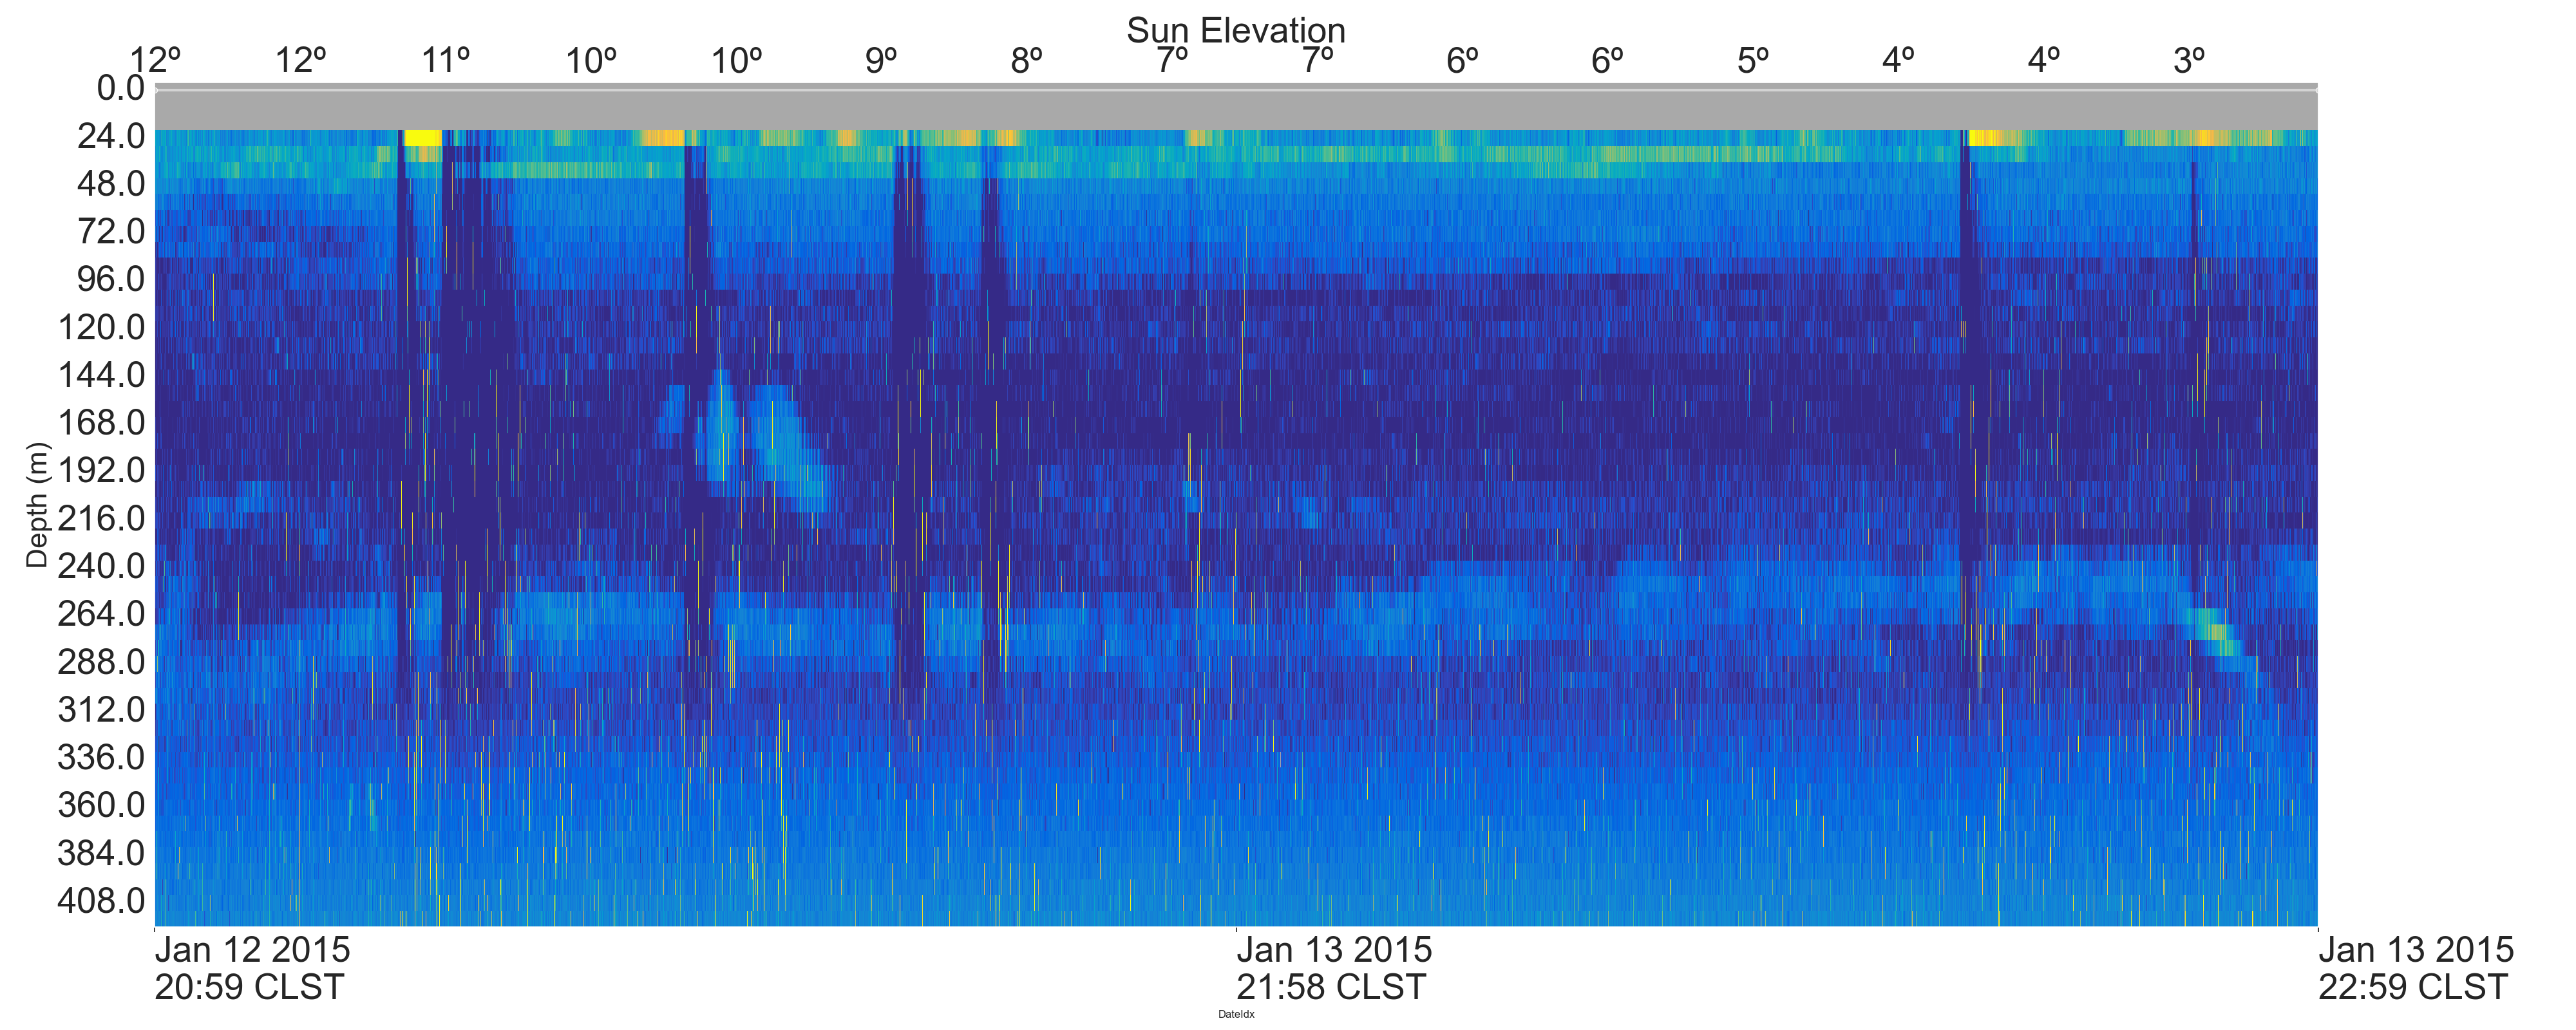 Sun Elevation
12º 12º 11º 10º 10º 9º 8º 7º 7º 6º 6º 5º 4º 4º 3º
0.0
24.0
48.0
72.0
96.0
120.0
144.0
168.0
192.0
216.0
240.0
264.0
288.0
312.0
336.0
360.0
384.0
408.0
Depth (m)
Jan 12 2015
20:59 CLST
Jan 13 2015
21:58 CLST
Jan 13 2015
22:59 CLST
DateIdx